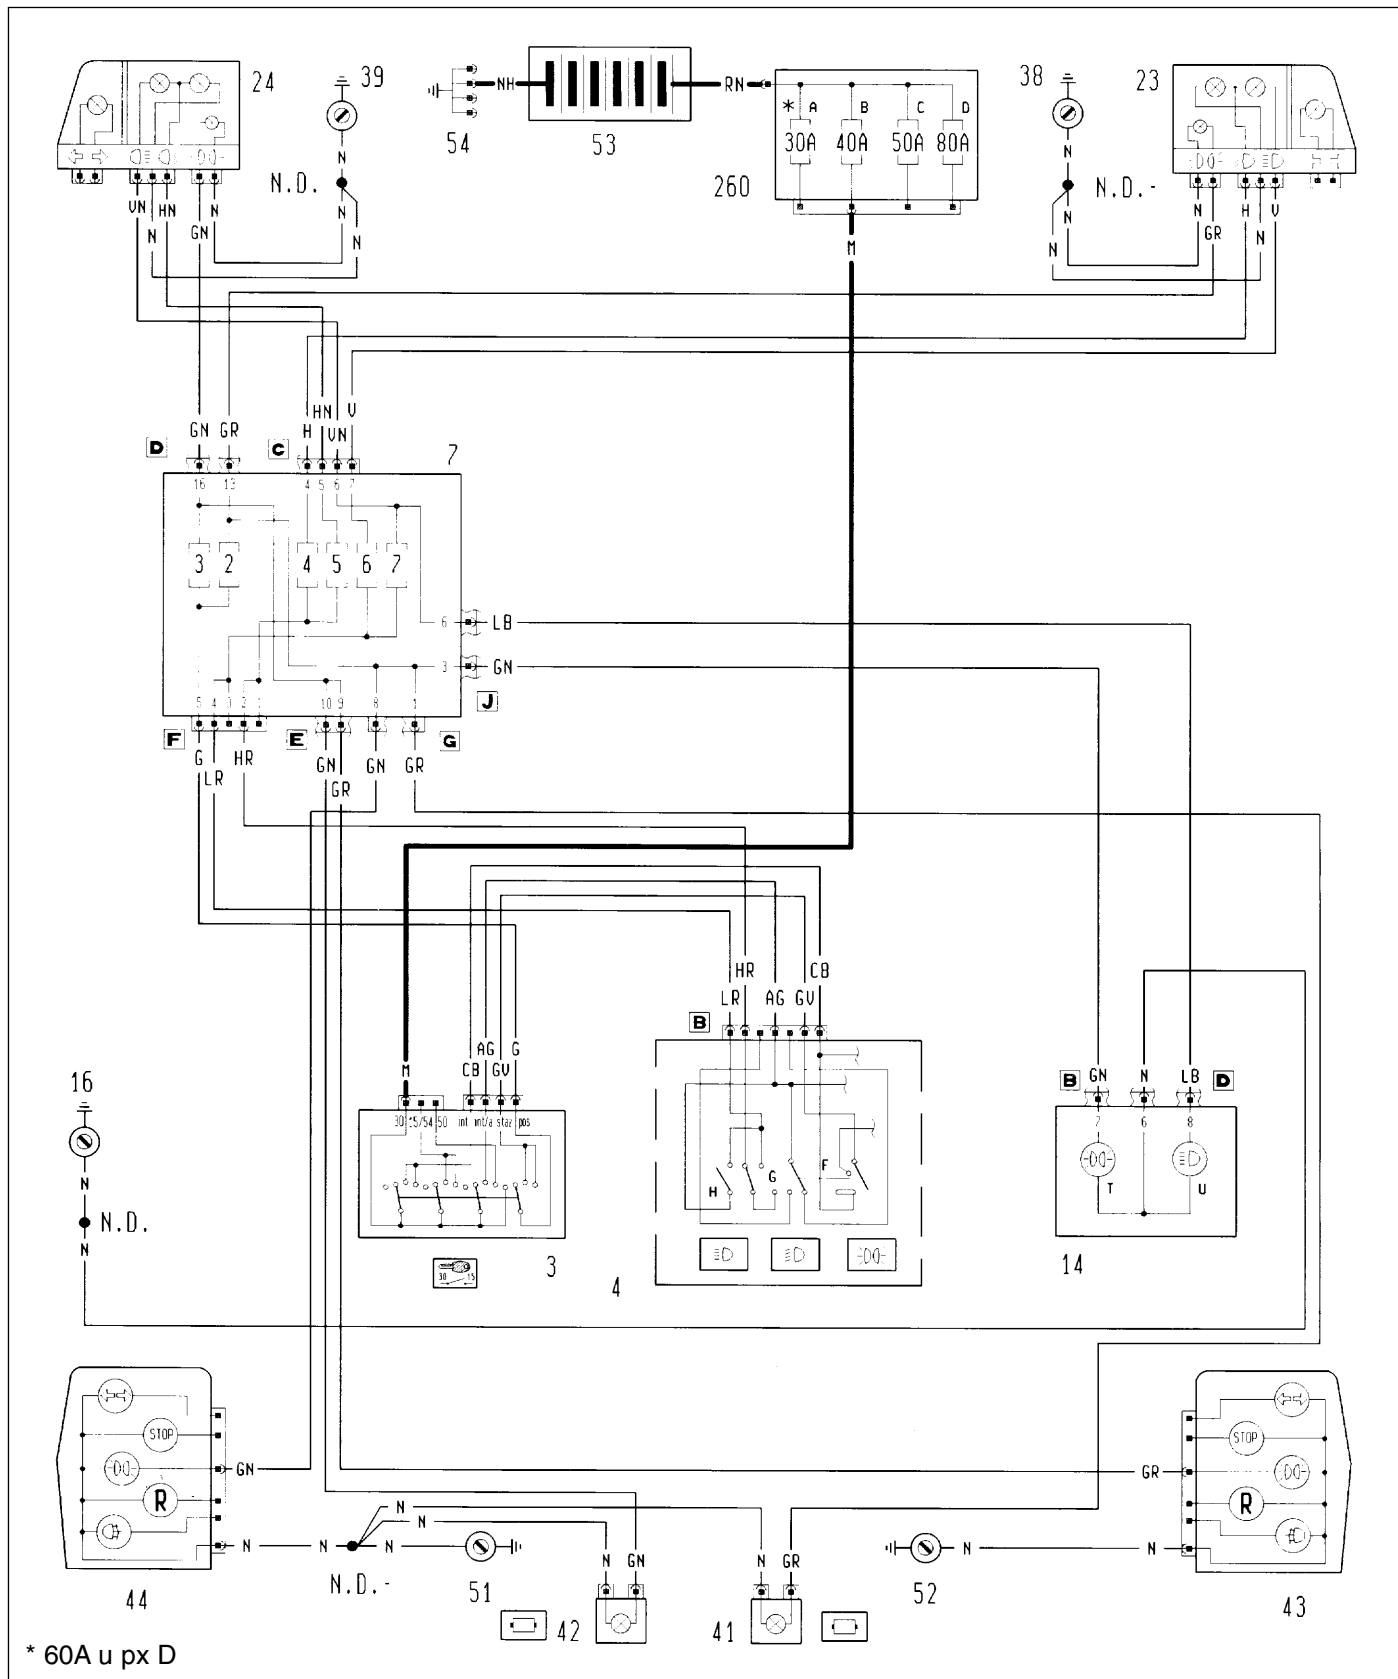 24 39 54 NH 53 RN 260 38 23
* A B C D
30A 40A 50A 80A
N N
N.D. N.D.-
VN N HN GN N N N
N N N GR H N V
M
GN GR H HN VN V
D C 7
16 13 4 5 6 7
3 2 4 5 6 7
6 LB
3 GN
J
5 4 3 2 1 10 9 8 1
F E G
G LR HR GN GR GN GR
HR CB
LR AG GV
B
M CB AG GV G
30 15/54 50 int int/a staz pos
B GN N LB D
7 6 8
T U
16
N
N.D.
N
H G F
30 15
3 4 14
STOP
R
GN
STOP
R
GR
N
N
N N N
N.D.-
51
N GN
N GR
52
N N
44 42 41 43
* 60A u px D